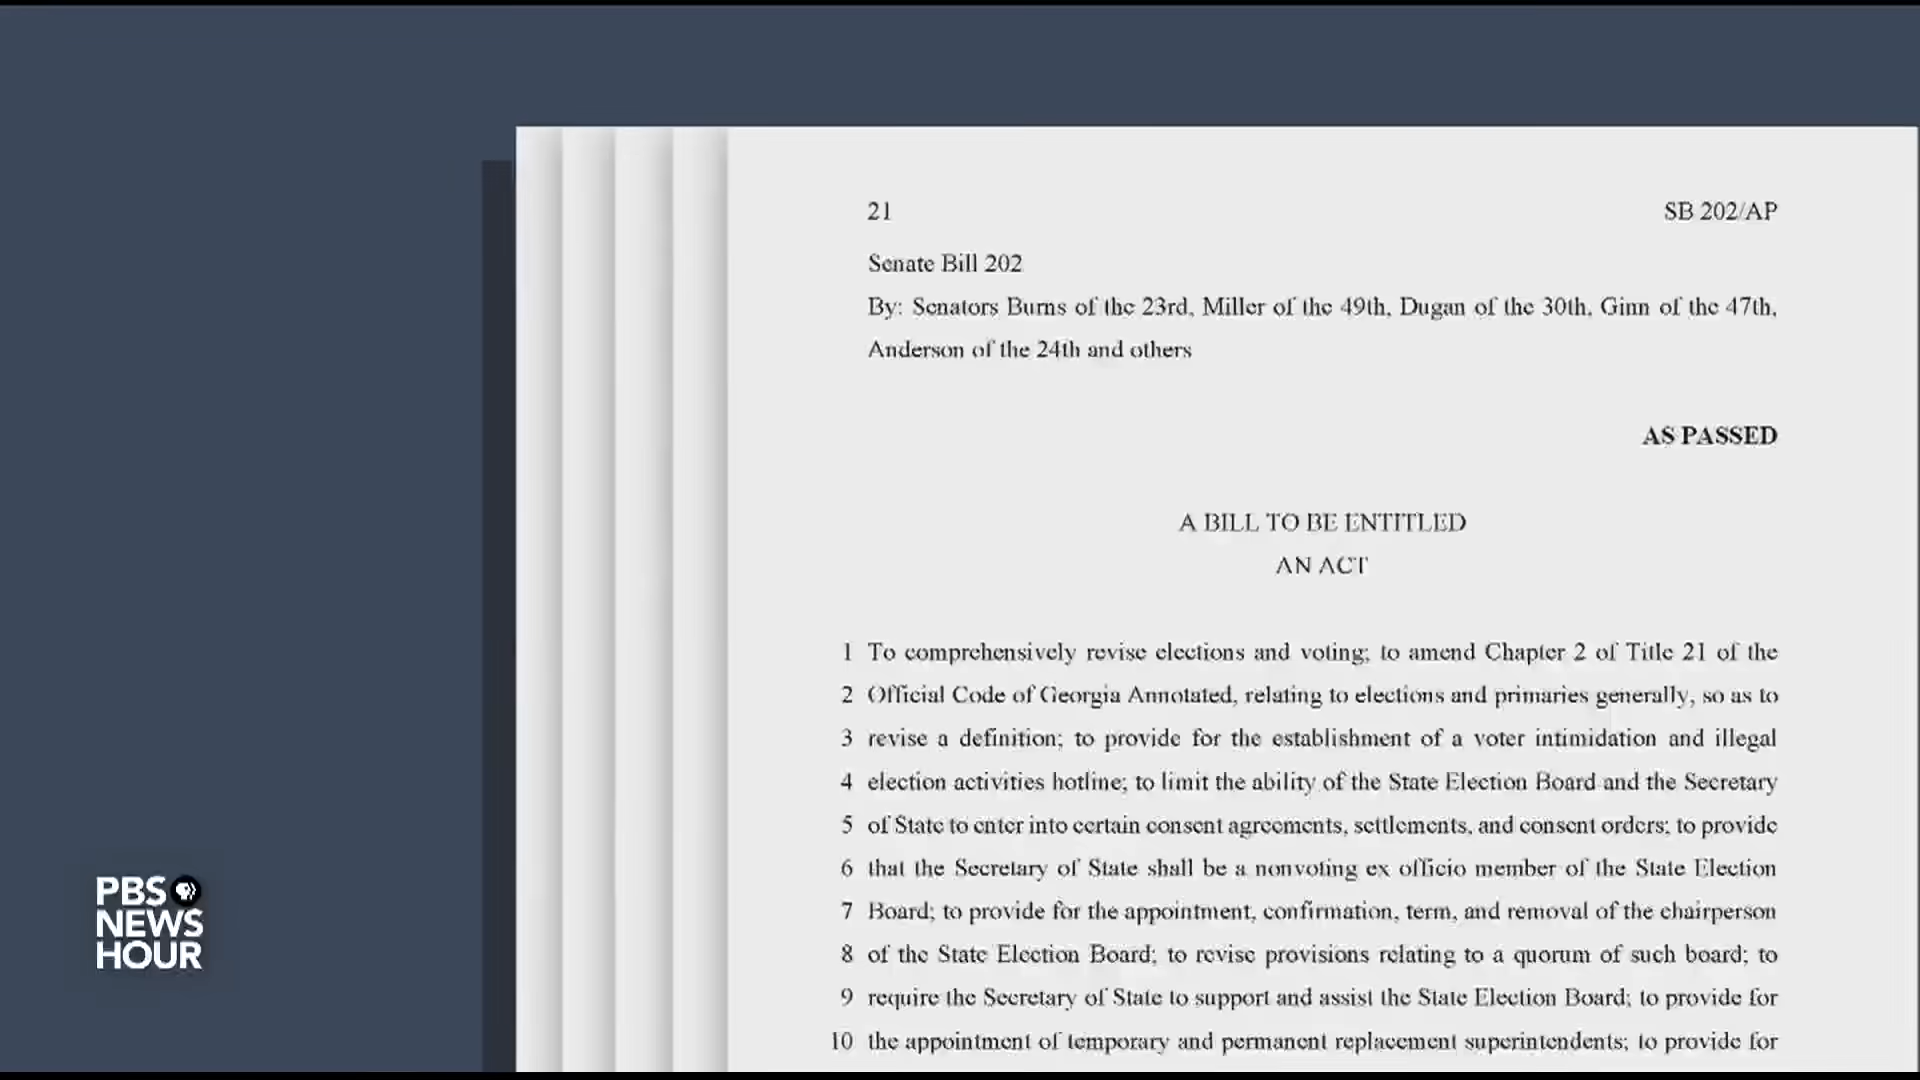 21 SB 202/AP
Senate Bill 202
By: Senators Burns of the 23rd, Miller of the 49th, Dugan of the 30th, Ginn of the 47th,
Anderson of the 24th and others
AS PASSED
A BILL TO BE ENTITLED
AN ACT
1 To comprehensively revise elections and voting; to amend Chapter 2 of Title 21 of the
2 Official Code of Georgia Annotated, relating to elections and primaries generally, so as to
3 revise a definition; to provide for the establishment of a voter intimidation and illegal
4 election activities hotline; to limit the ability of the State Election Board and the Secretary
5 of State to enter into certain consent agreements, settlements, and consent orders; to provide
6 that the Secretary of State shall be a nonvoting ex officio member of the State Election
7 Board; to provide for the appointment, confirmation, term, and removal of the chairperson
8 of the State Election Board; to revise provisions relating to a quorum of such board; to
9 require the Secretary of State to support and assist the State Election Board; to provide for
10 the appointment of temporary and permanent replacement superintendents; to provide for
PBS
NEWS
HOUR